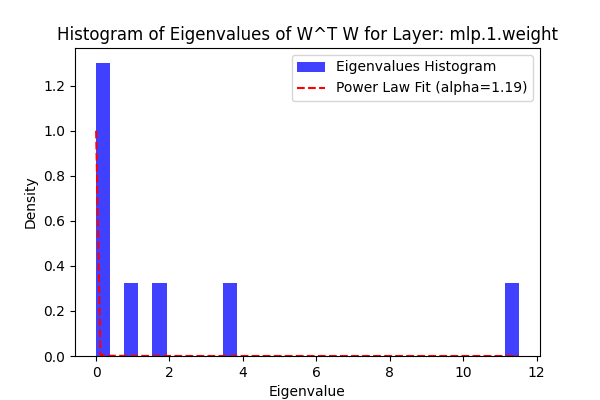 Histogram of Eigenvalues of W^T W for Layer: mlp.1.weight
Eigenvalues Histogram
Power Law Fit (alpha=1.19)
Density
1.2
1.0
0.8
0.6
0.4
0.2
0.0
0 2 4 6 8 10 12
Eigenvalue